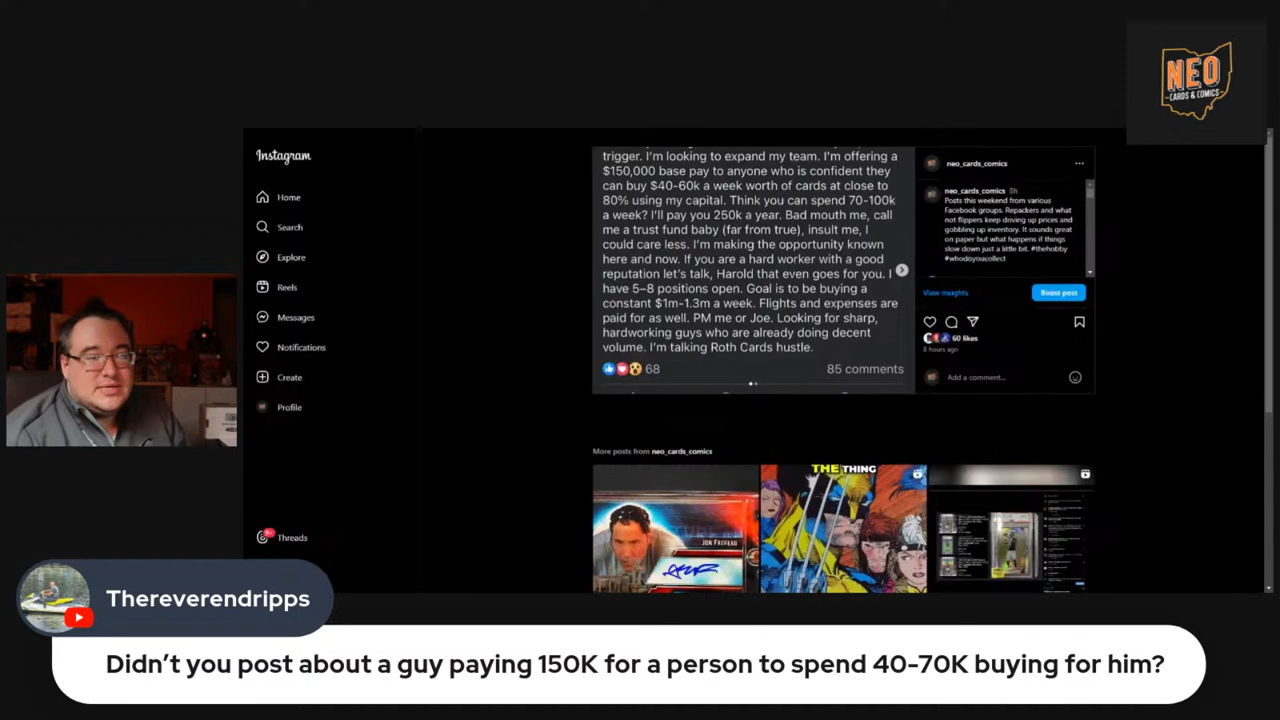 NEO
CARDS & COMICS
Instagram
Home
Search
Explore
Reels
Messages
Notifications
Create
Profile
Threads
trigger. I'm looking to expand my team. I'm offering a
$150,000 base pay to anyone who is confident they
can buy $40-60k a week worth of cards at close to
80% using my capital. Think you can spend 70-100k
a week? I'll pay you 250k a year. Bad mouth me, call
me a trust fund baby (far from true), insult me, I
could care less. I'm making the opportunity known
here and now. If you are a hard worker with a good
reputation let's talk, Harold that even goes for you. I
have 5–8 positions open. Goal is to be buying a
constant $1m-1.3m a week. Flights and expenses are
paid for as well. PM me or Joe. Looking for sharp,
hardworking guys who are already doing decent
volume. I'm talking Roth Cards hustle.
68
85 comments
neo_cards_comics
neo_cards_comics
Posts this weekend from various
Facebook groups. Repackers and what
not flippers keep driving up prices and
gobbling up inventory. It sounds great
on paper but what happens if things
slow down just a little bit. #thehobby
#whodoyoucollect
View insights
Boost post
60 likes
Add a comment...
More posts from neo_cards_comics
JON FAVREAU
THE THING
Thereverendripps
Didn't you post about a guy paying 150K for a person to spend 40-70K buying for him?